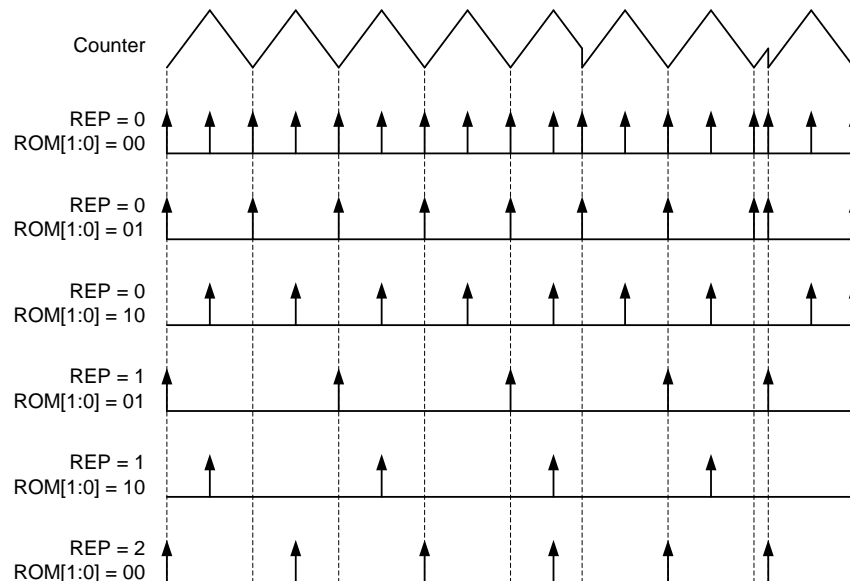 Counter
REP = 0
ROM[1:0] = 00
REP = 0
ROM[1:0] = 01
REP = 0
ROM[1:0] = 10
REP = 1
ROM[1:0] = 01
REP = 1
ROM[1:0] = 10
REP = 2
ROM[1:0] = 00